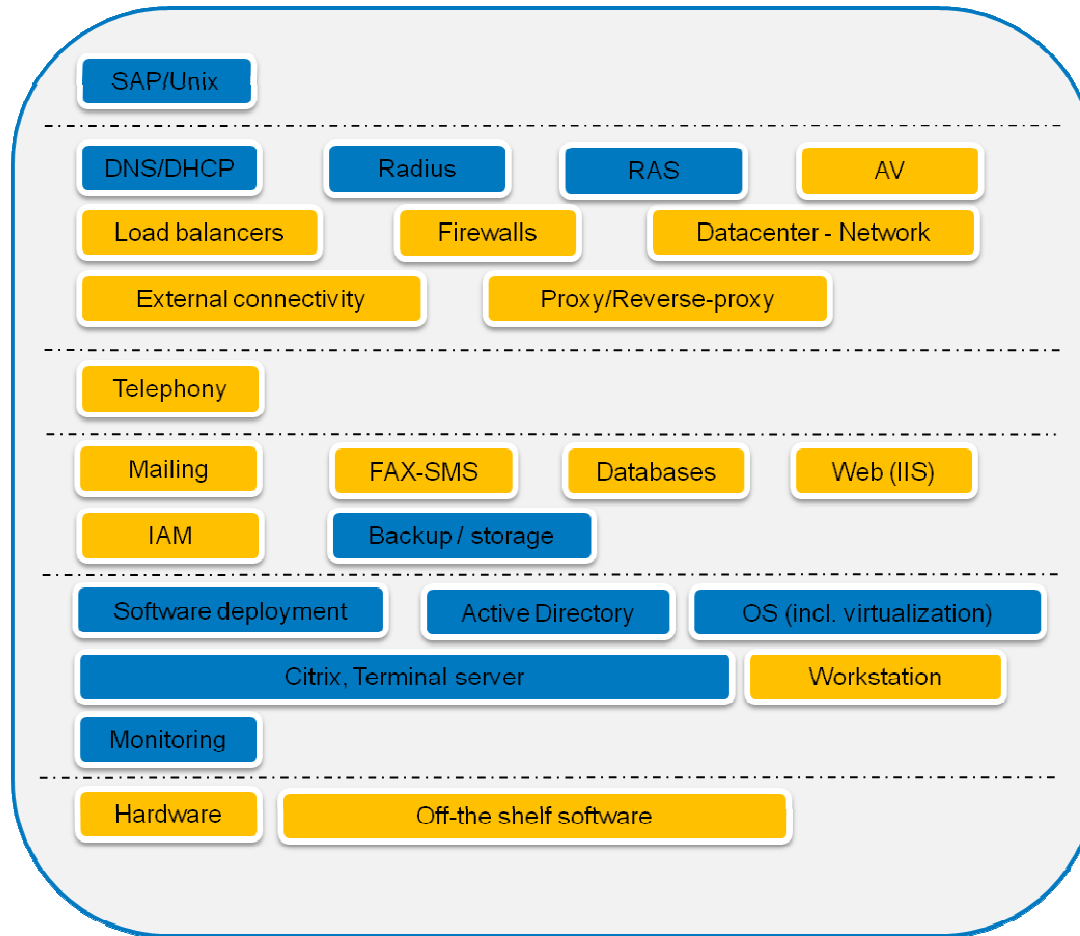 SAP/Unix
DNS/DHCP
Radius
RAS
AV
Load balancers
Firewalls
Datacenter - Network
External connectivity
Proxy/Reverse-proxy
Telephony
Mailing
FAX-SMS
Databases
Web (IIS)
IAM
Backup / storage
Software deployment
Active Directory
OS (incl. virtualization)
Citrix, Terminal server
Workstation
Monitoring
Hardware
Off-the shelf software